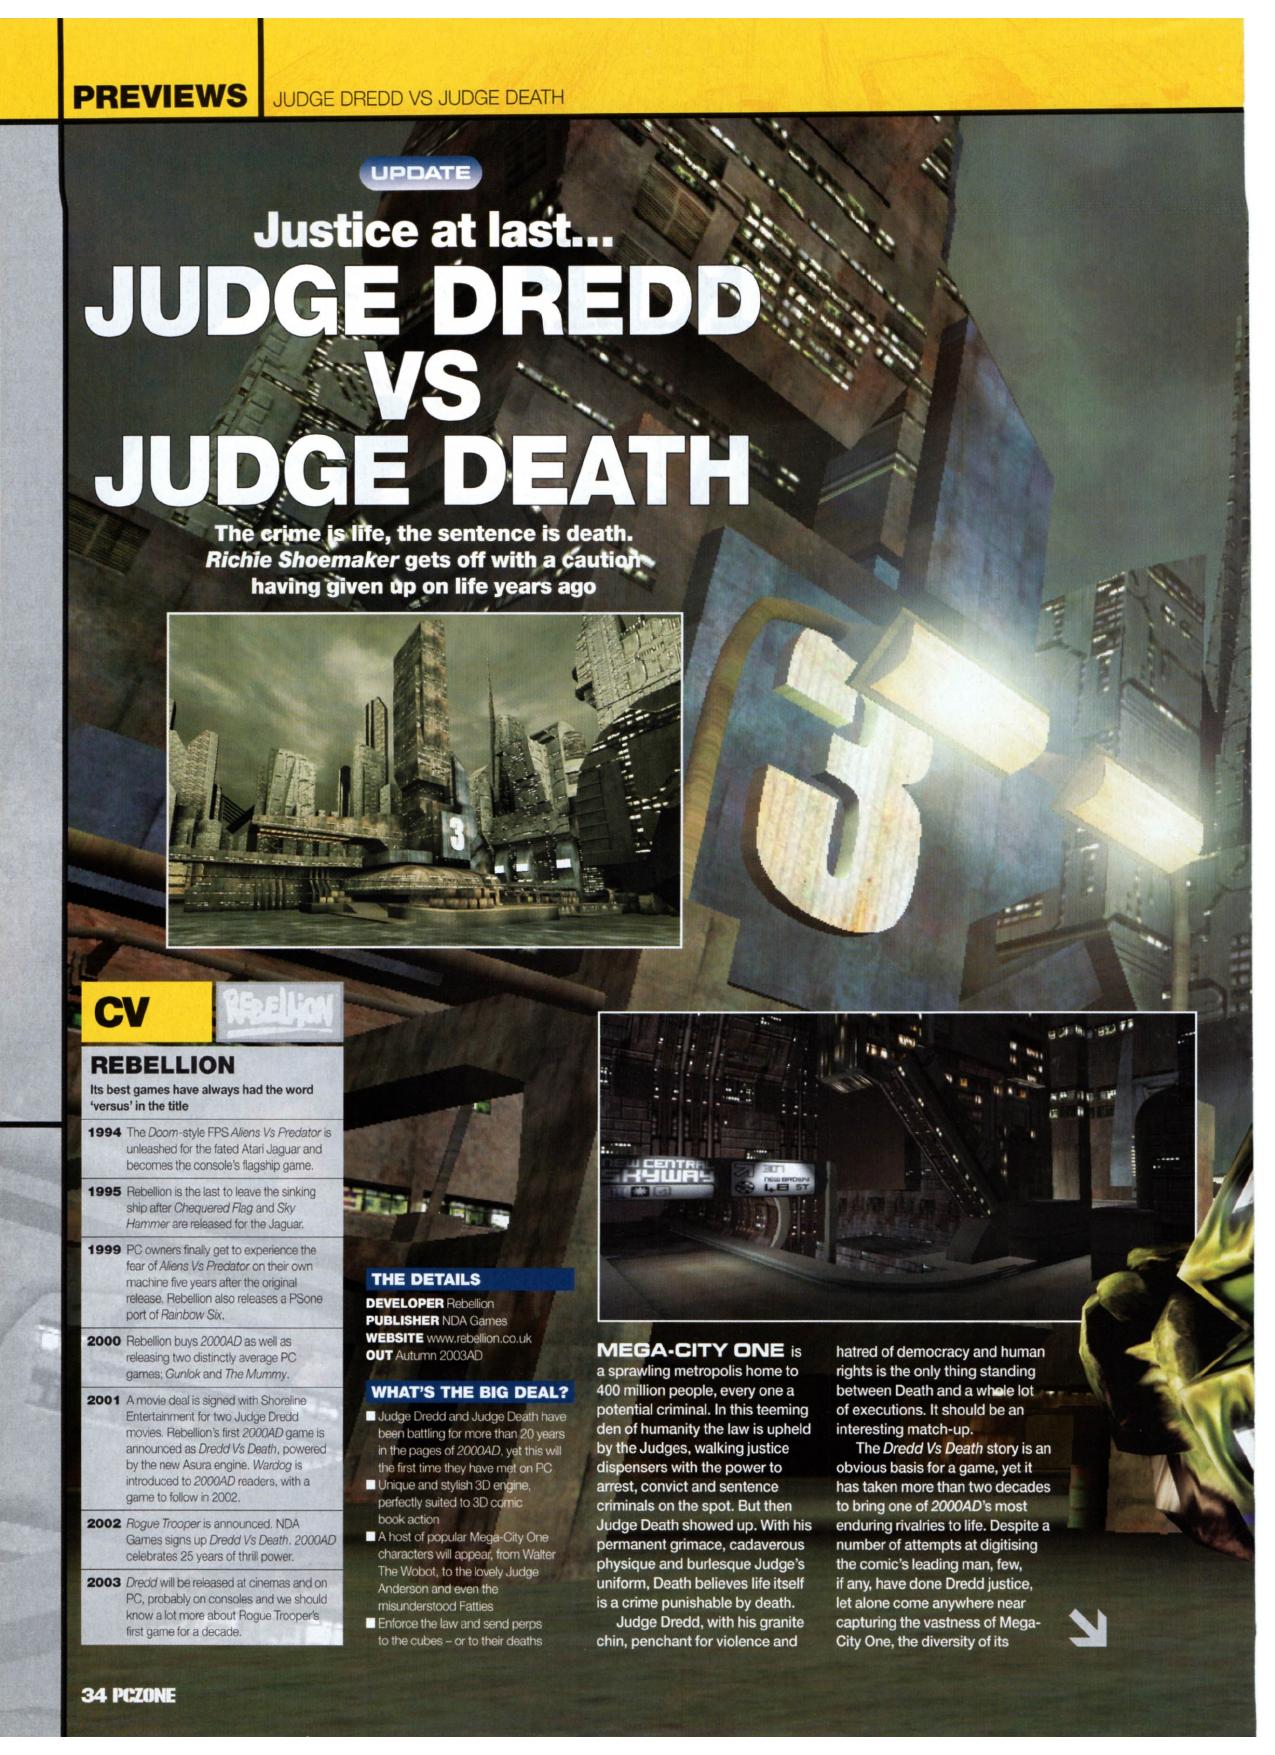 PREVIEWS
JUDGE DREDD VS JUDGE DEATH
UPDATE
Justice at last...
JUDGE DREDD
VS
JUDGE DEATH
The crime is life, the sentence is death.
Richie Shoemaker gets off with a caution
having given up on life years ago
3
3
CV
REBELLION
REBELLION
Its best games have always had the word
'versus' in the title
1994 The Doom-style FPS Aliens Vs Predator is
unleashed for the fated Atari Jaguar and
becomes the console's flagship game.
1995 Rebellion is the last to leave the sinking
ship after Chequered Flag and Sky
Hammer are released for the Jaguar.
1999 PC owners finally get to experience the
fear of Aliens Vs Predator on their own
machine five years after the original
release. Rebellion also releases a PSone
port of Rainbow Six.
2000 Rebellion buys 2000AD as well as
releasing two distinctly average PC
games; Gunlok and The Mummy.
2001 A movie deal is signed with Shoreline
Entertainment for two Judge Dredd
movies. Rebellion's first 2000AD game is
announced as Dredd Vs Death, powered
by the new Asura engine. Wardog is
introduced to 2000AD readers, with a
game to follow in 2002.
2002 Rogue Trooper is announced. NDA
Games signs up Dredd Vs Death. 2000AD
celebrates 25 years of thrill power.
2003 Dredd will be released at cinemas and on
PC, probably on consoles and we should
know a lot more about Rogue Trooper's
first game for a decade.
THE DETAILS
DEVELOPER Rebellion
PUBLISHER NDA Games
WEBSITE www.rebellion.co.uk
OUT Autumn 2003AD
WHAT'S THE BIG DEAL?
Judge Dredd and Judge Death have
been battling for more than 20 years
in the pages of 2000AD, yet this will
the first time they have met on PC
Unique and stylish 3D engine,
perfectly suited to 3D comic
book action
A host of popular Mega-City One
characters will appear, from Walter
The Wobot, to the lovely Judge
Anderson and even the
misunderstood Fatties
Enforce the law and send perps
to the cubes – or to their deaths
NEW CENTRAL
SKYWAY
301
NEW BROWN
48 ST
MEGA-CITY ONE is
a sprawling metropolis home to
400 million people, every one a
potential criminal. In this teeming
den of humanity the law is upheld
by the Judges, walking justice
dispensers with the power to
arrest, convict and sentence
criminals on the spot. But then
Judge Death showed up. With his
permanent grimace, cadaverous
physique and burlesque Judge's
uniform, Death believes life itself
is a crime punishable by death.
Judge Dredd, with his granite
chin, penchant for violence and
hatred of democracy and human
rights is the only thing standing
between Death and a whole lot
of executions. It should be an
interesting match-up.
The Dredd Vs Death story is an
obvious basis for a game, yet it
has taken more than two decades
to bring one of 2000AD's most
enduring rivalries to life. Despite a
number of attempts at digitising
the comic's leading man, few,
if any, have done Dredd justice,
let alone come anywhere near
capturing the vastness of Mega-
City One, the diversity of its
34 PCZONE